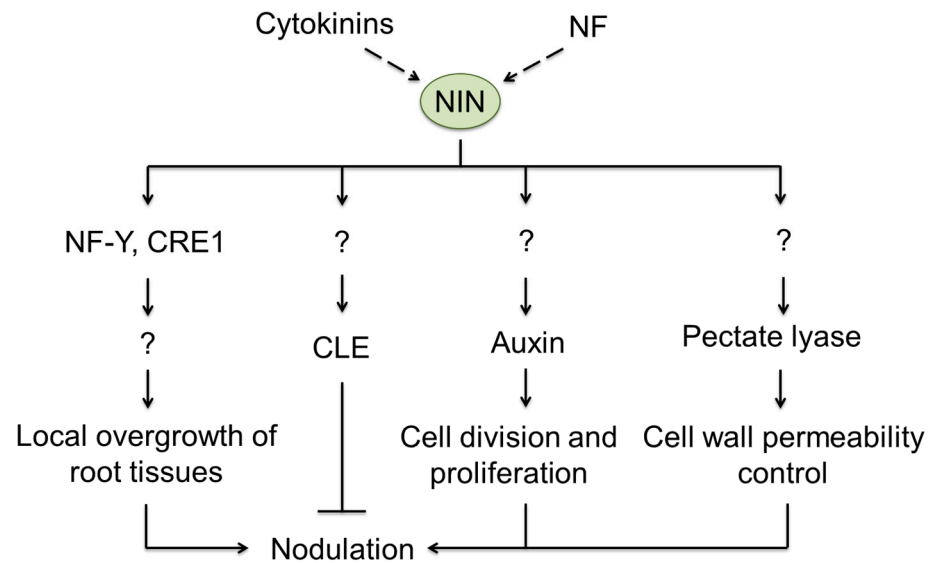 Cytokinins
NF
NIN
NF-Y, CRE1
?
?
?
?
CLE
Auxin
Pectate lyase
Local overgrowth of
root tissues
Cell division and
proliferation
Cell wall permeability
control
Nodulation